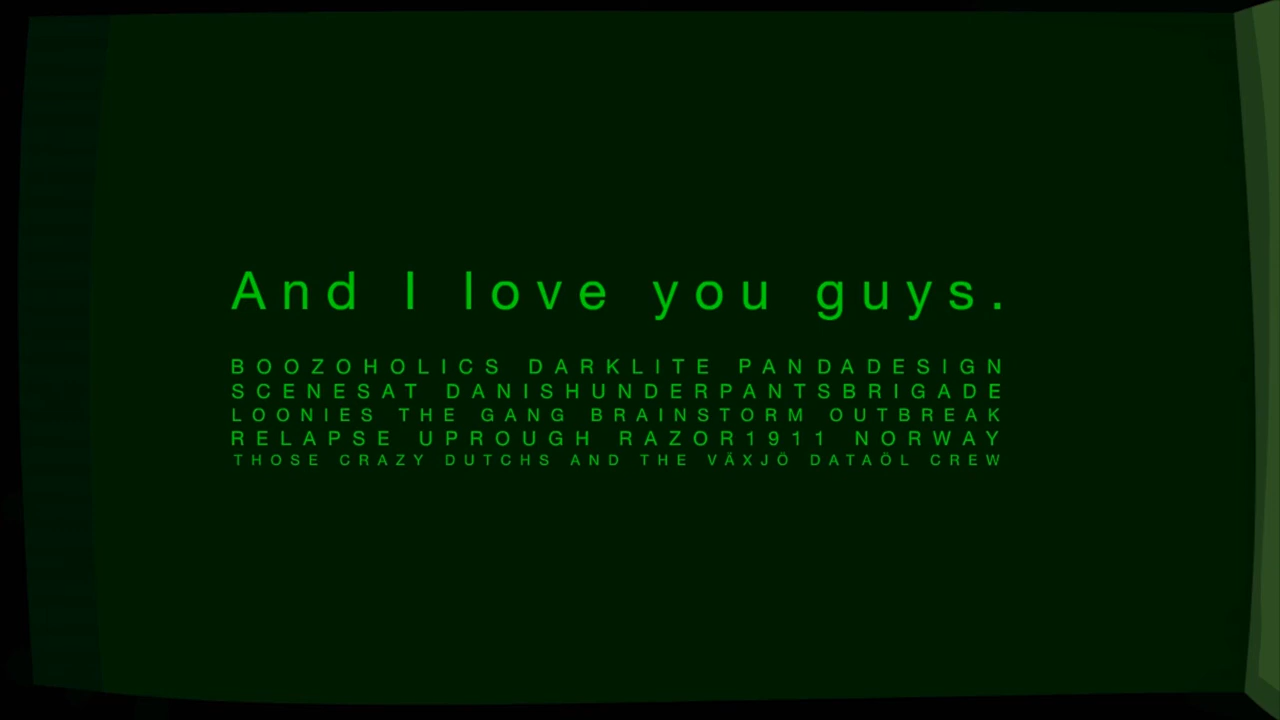 And I love you guys.
BOOZOHOLICS DARKLITE PANDADESIGN
SCENESAT DANISHUNDERPANTSBRIGADE
LOONIES THE GANG BRAINSTORM OUTBREAK
RELAPSE UPROUGH RAZOR1911 NORWAY
THOSE CRAZY DUTCHS AND THE VÄXJÖ DATAÖL CREW